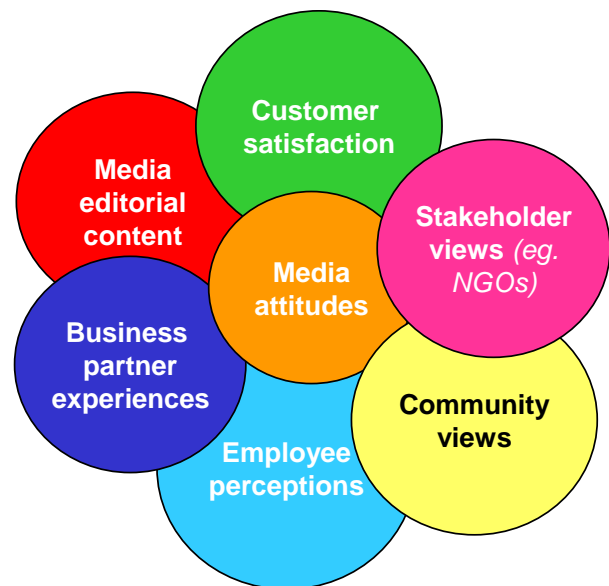 Customer
satisfaction
Media
editorial
content
Stakeholder
views (eg.
NGOs)
Media
attitudes
Business
partner
experiences
Community
views
Employee
perceptions